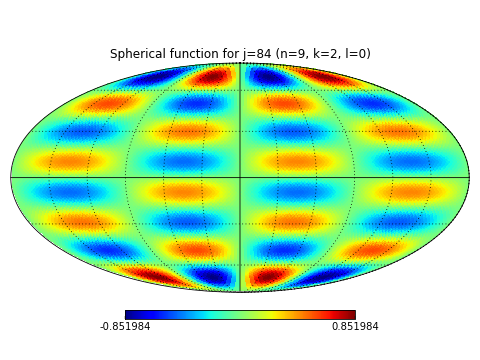 Spherical function for j=84 (n=9, k=2, l=0)
-0.851984 0.851984